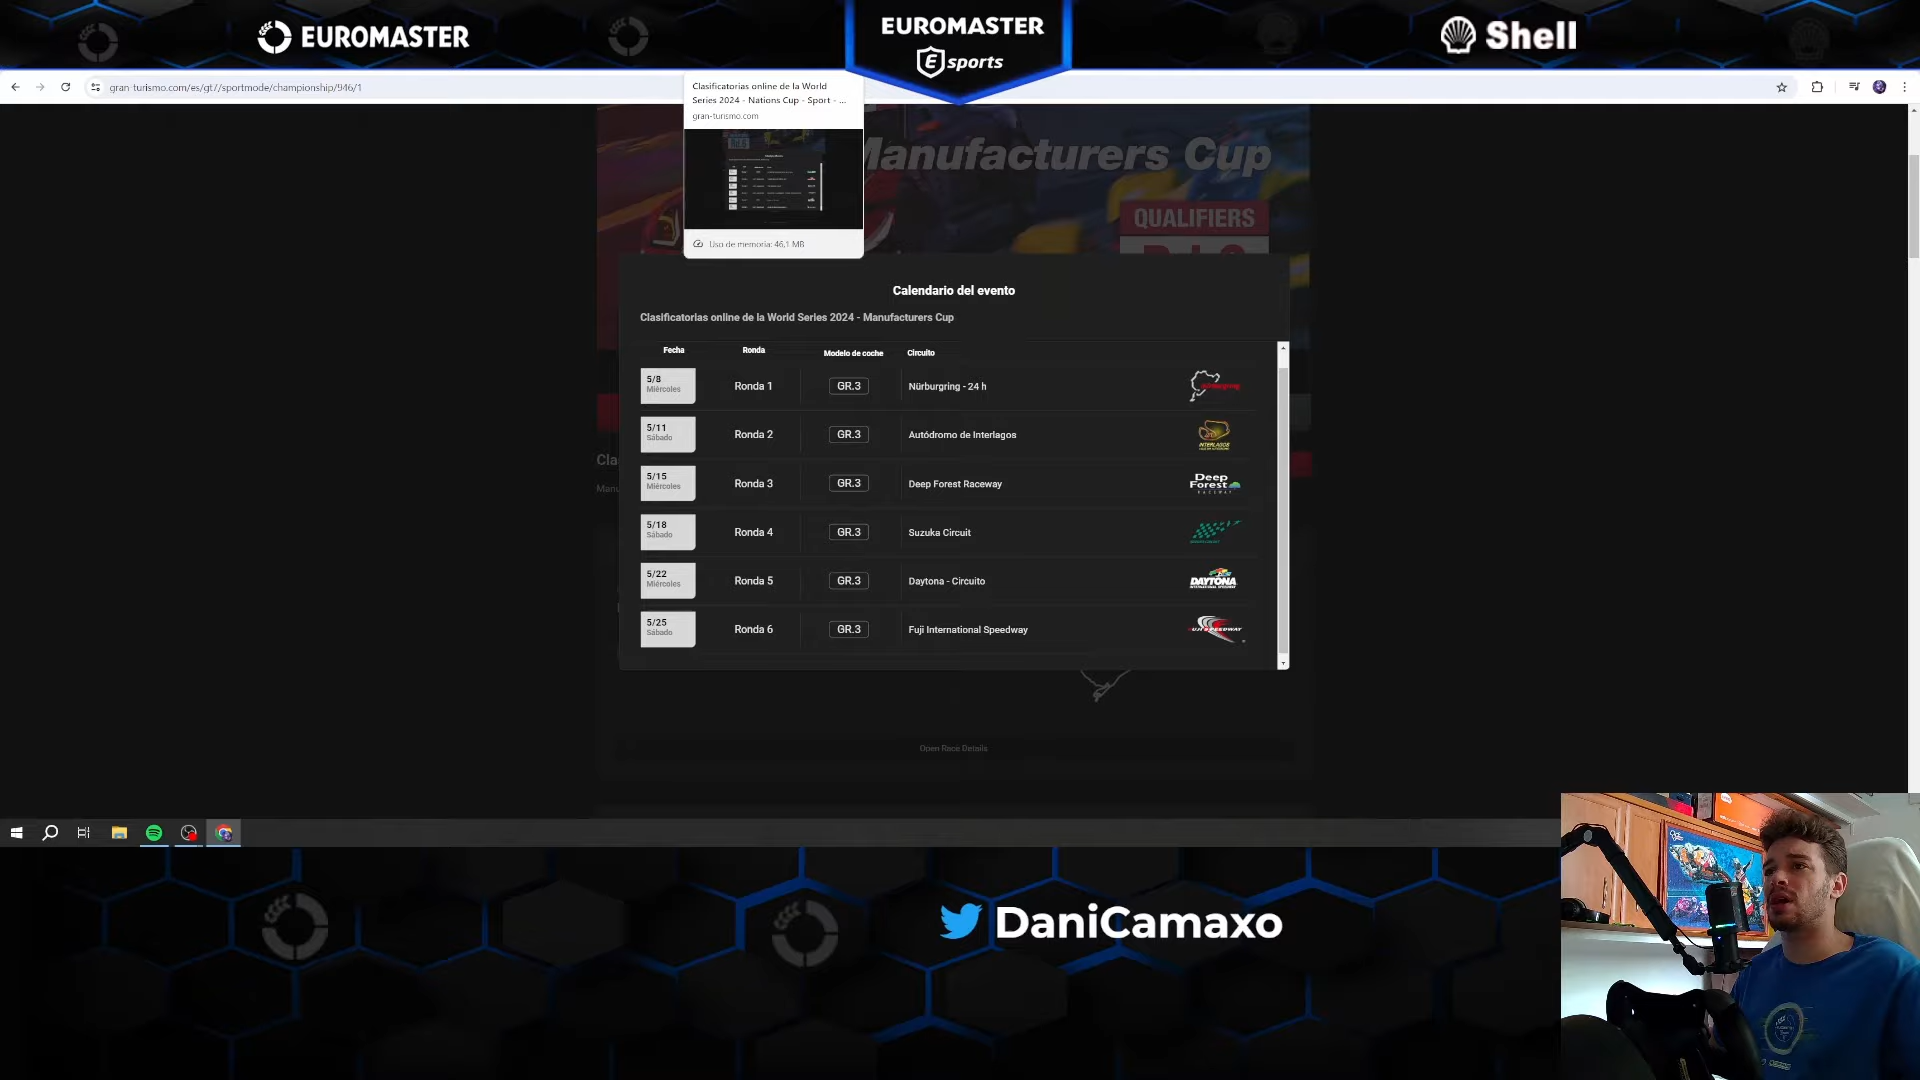 EUROMASTER
EUROMASTER
Esports
Shell
gran-turismo.com/es/gt7/sportmode/championship/946/1
Clasificatorias online de la World
Series 2024 - Nations Cup - Sport - ...
gran-turismo.com
Uso de memoria: 46,1 MB
Manufacturers Cup
QUALIFIERS
Calendario del evento
Clasificatorias online de la World Series 2024 - Manufacturers Cup
Fecha Ronda Modelo de coche Circuito
5/8 Miércoles Ronda 1 GR.3 Nürburgring - 24 h
5/11 Sábado Ronda 2 GR.3 Autódromo de Interlagos INTERLAGOS
5/15 Miércoles Ronda 3 GR.3 Deep Forest Raceway Deep Forest RACEWAY
5/18 Sábado Ronda 4 GR.3 Suzuka Circuit
5/22 Miércoles Ronda 5 GR.3 Daytona - Circuito DAYTONA
5/25 Sábado Ronda 6 GR.3 Fuji International Speedway FUJI SPEEDWAY
Cla
Manu
Open Race Details
DaniCamaxo